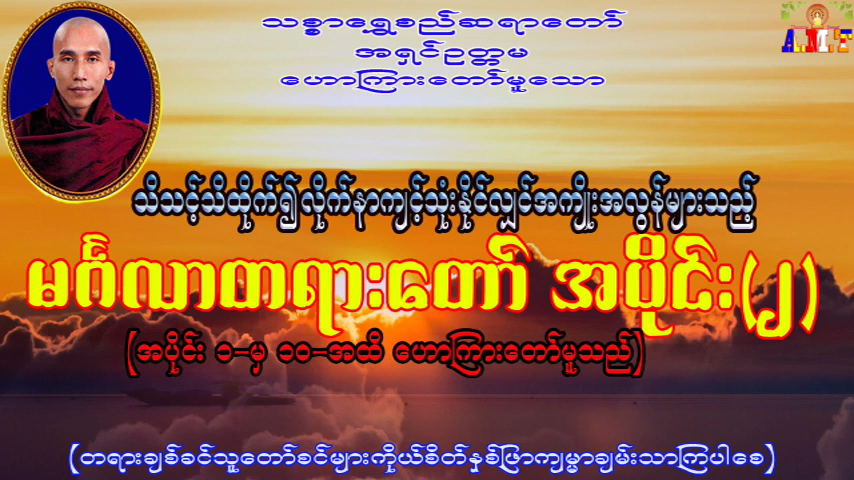 သစ္စာရွှေစည်ဆရာတော်
အရှင်ဥတ္တမ
ဟောကြားတော်မူသော
A.M.T
သိသင့်သိထိုက်၍လိုက်နာကျင့်သုံးနိုင်လျှင်အကျိုးအလွန်များသည့်
မင်္ဂလာတရားတော် အပိုင်း(၂)
(အပိုင်း ၁-မှ ၁၀-အထိ ဟောကြားတော်မူသည်)
(တရားချစ်ခင်သူတော်စင်များကိုယ်စိတ်နှစ်ဖြာကျမ္မာချမ်းသာကြပါစေ)